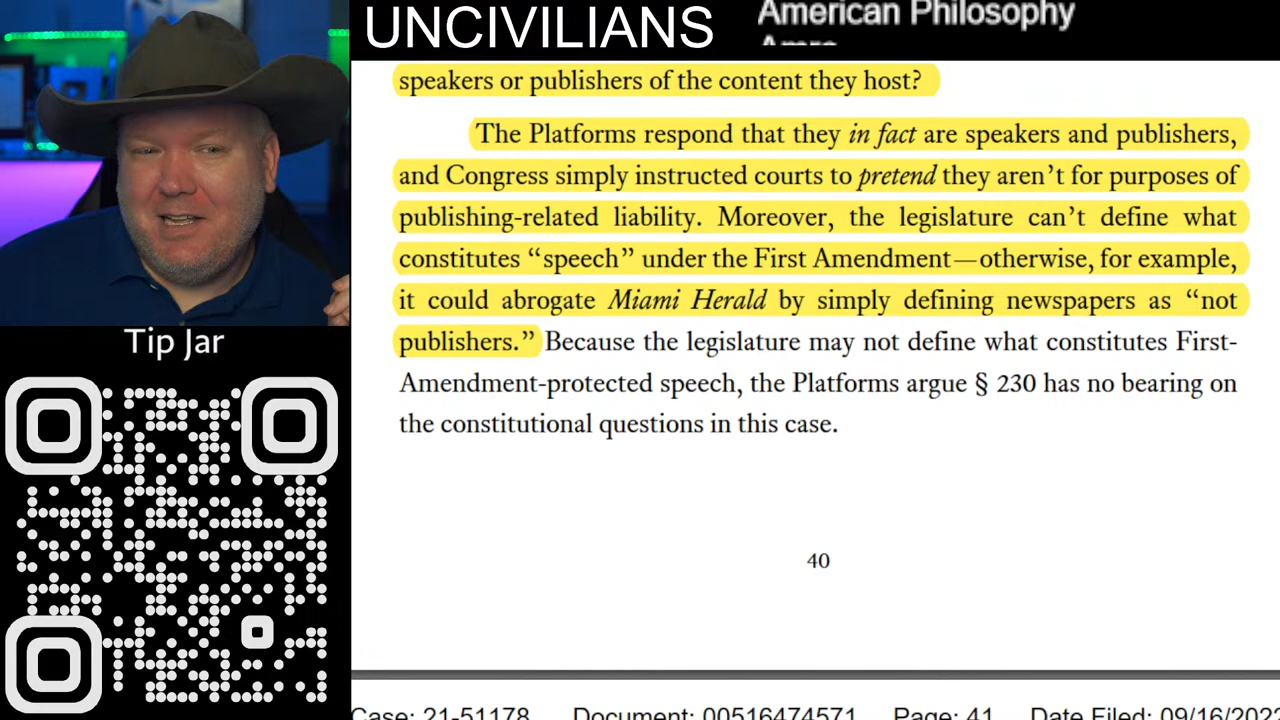 UNCIVILIANS
American Philosophy
Tip Jar
speakers or publishers of the content they host?
The Platforms respond that they in fact are speakers and publishers,
and Congress simply instructed courts to pretend they aren’t for purposes of
publishing-related liability. Moreover, the legislature can’t define what
constitutes “speech” under the First Amendment—otherwise, for example,
it could abrogate Miami Herald by simply defining newspapers as “not
publishers.” Because the legislature may not define what constitutes First-
Amendment-protected speech, the Platforms argue § 230 has no bearing on
the constitutional questions in this case.
40
Case: 21-51178 Document: 00516474571 Page: 41 Date Filed: 09/16/2022